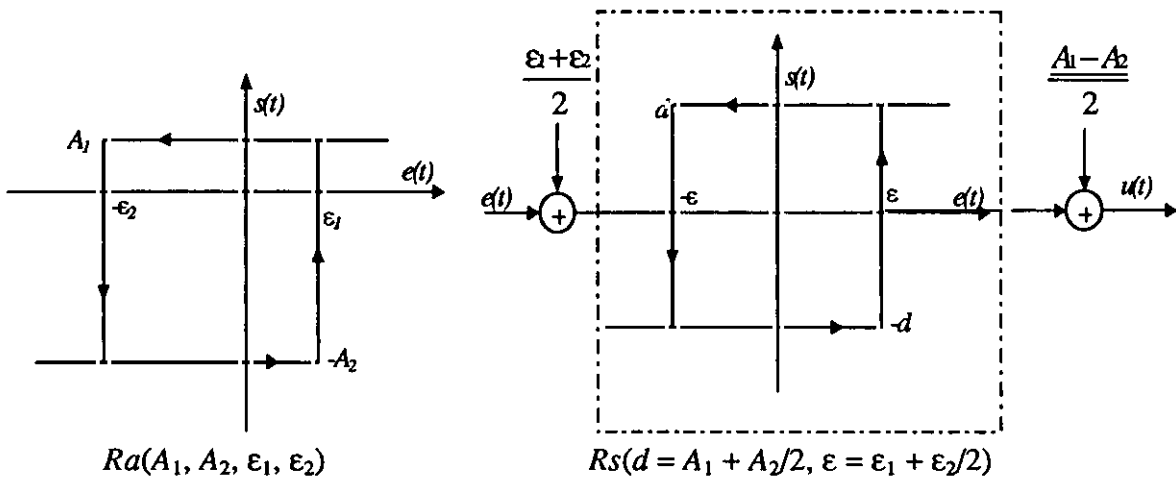 s(t)
A₁
e(t)
-ε₂
ε₁
-A₂
Ra(A₁, A₂, ε₁, ε₂)
ε₁+ε₂
2
e(t)
+
s(t)
d
-ε
ε
e(t)
-d
Rs(d = A₁ + A₂/2, ε = ε₁ + ε₂/2)
A₁-A₂
2
+
u(t)